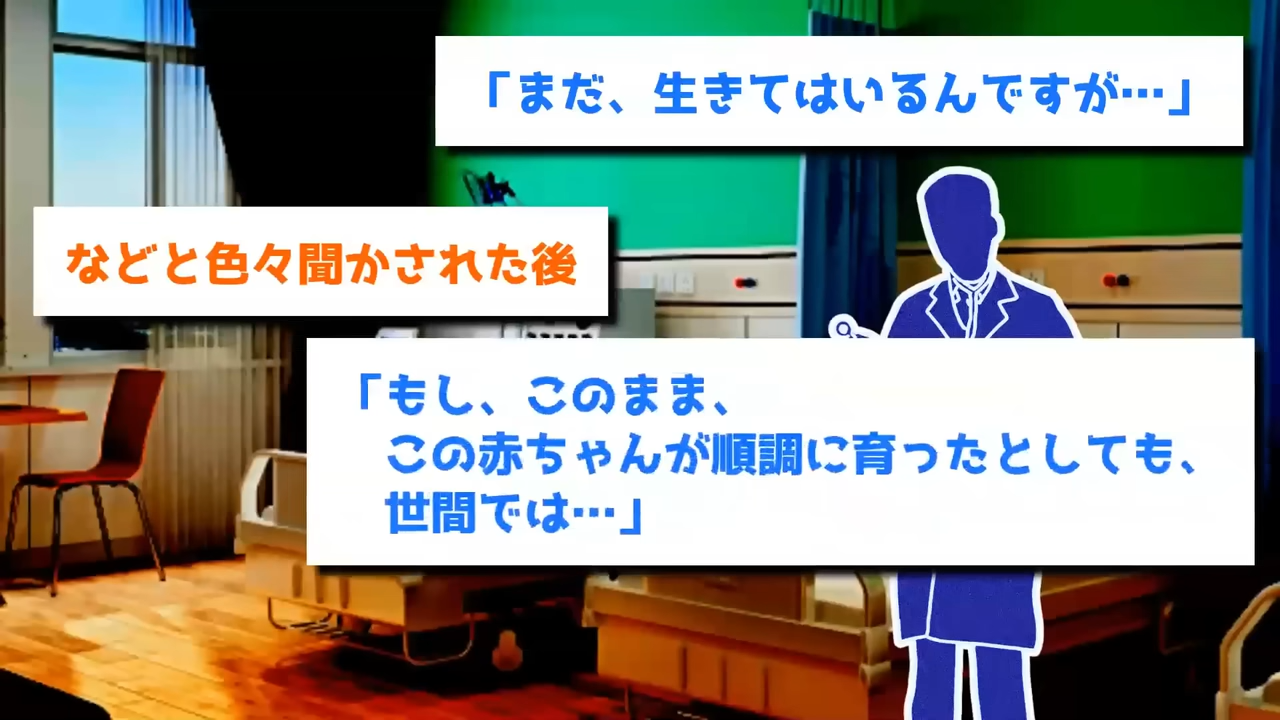 「まだ、生きてはいるんですが…」
などと色々聞かされた後
「もし、このまま、
この赤ちゃんが順調に育ったとしても、
世間では…」